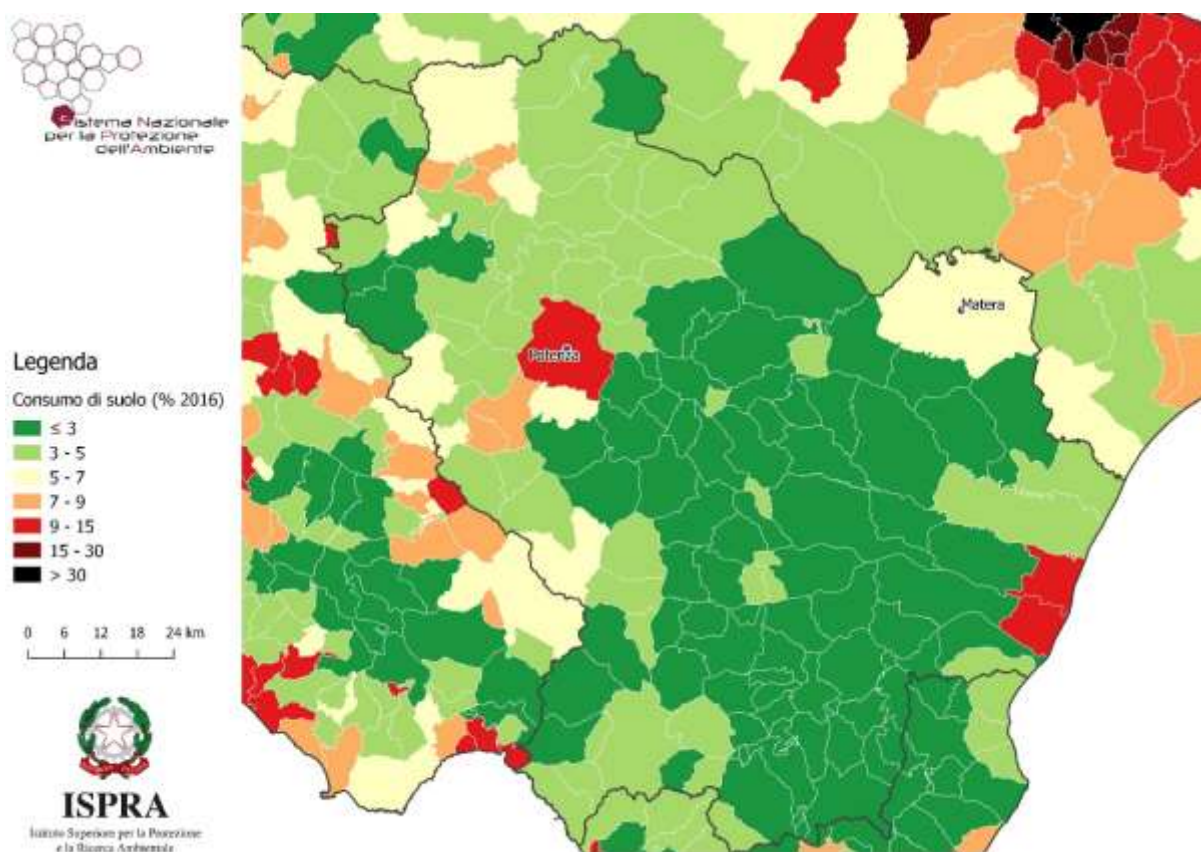 Sistema Nazionale
per la Protezione
dell'Ambiente
Potenza
Matera
Legenda
Consumo di suolo (% 2016)
≤ 3
3 - 5
5 - 7
7 - 9
9 - 15
15 - 30
> 30
0 6 12 18 24 km
ISPRA
Istituto Superiore per la Protezione
e la Ricerca Ambientale